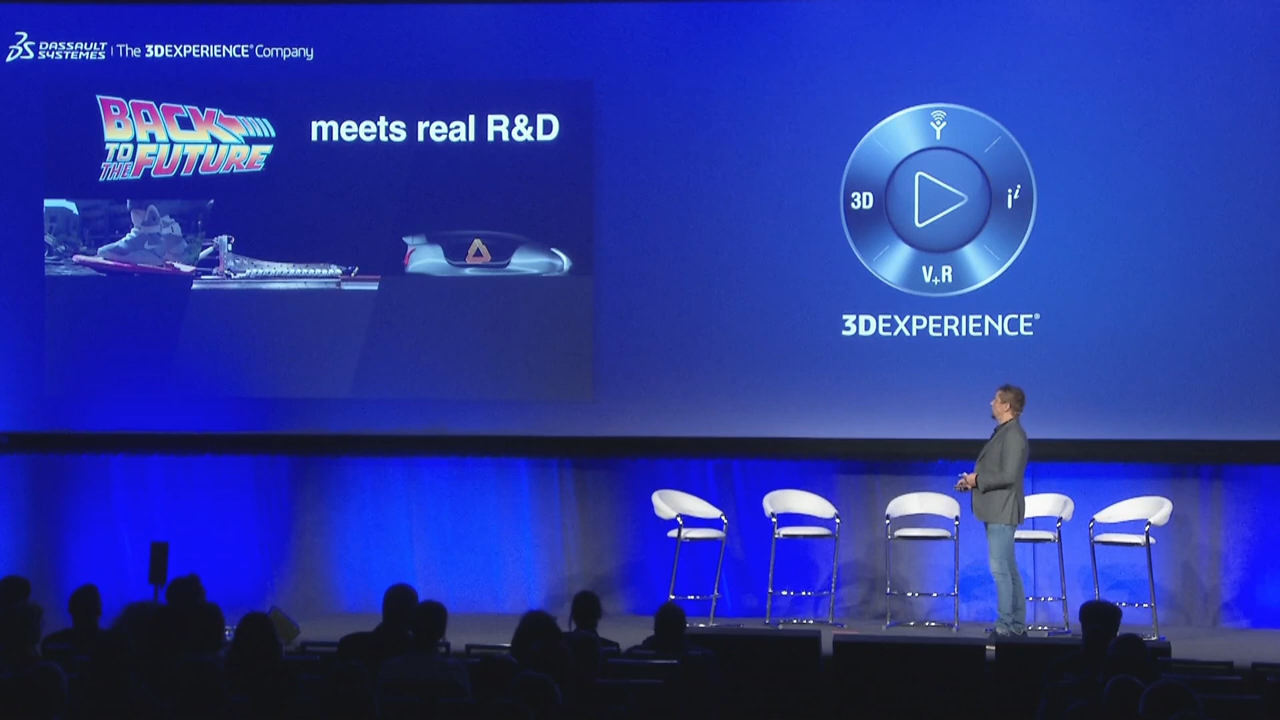 DASSAULT SYSTEMES | The 3DEXPERIENCE® Company
BACK TO THE FUTURE
meets real R&D
3D
i
V+R
3DEXPERIENCE®